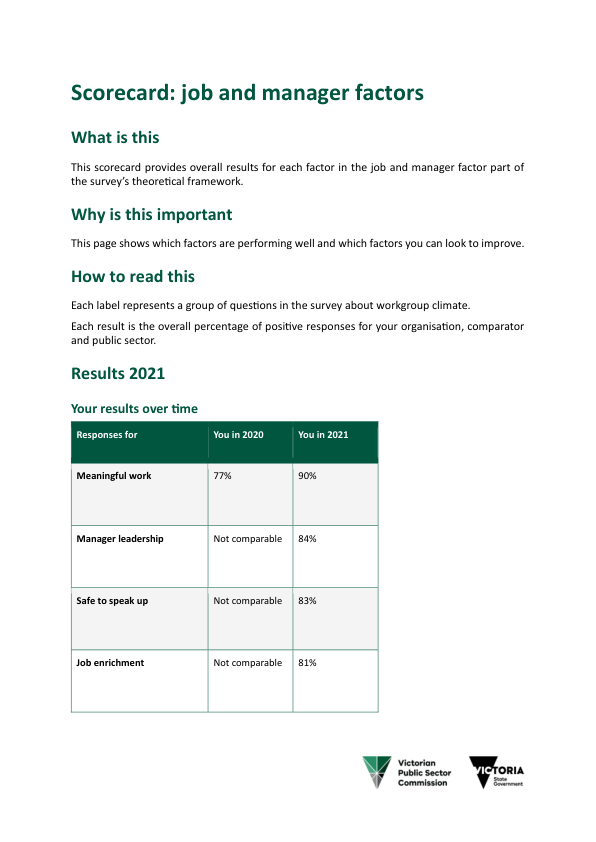 Scorecard: job and manager factors
What is this
This scorecard provides overall results for each factor in the job and manager factor part of
the survey's theoretical framework.
Why is this important
This page shows which factors are performing well and which factors you can look to improve.
How to read this
Each label represents a group of questions in the survey about workgroup climate.
Each result is the overall percentage of positive responses for your organisation, comparator
and public sector.
Results 2021
Your results over time
Responses for You in 2020 You in 2021
Meaningful work 77% 90%
Manager leadership Not comparable 84%
Safe to speak up Not comparable 83%
Job enrichment Not comparable 81%
Victorian
Public Sector
Commission
VICTORIA
State
Government